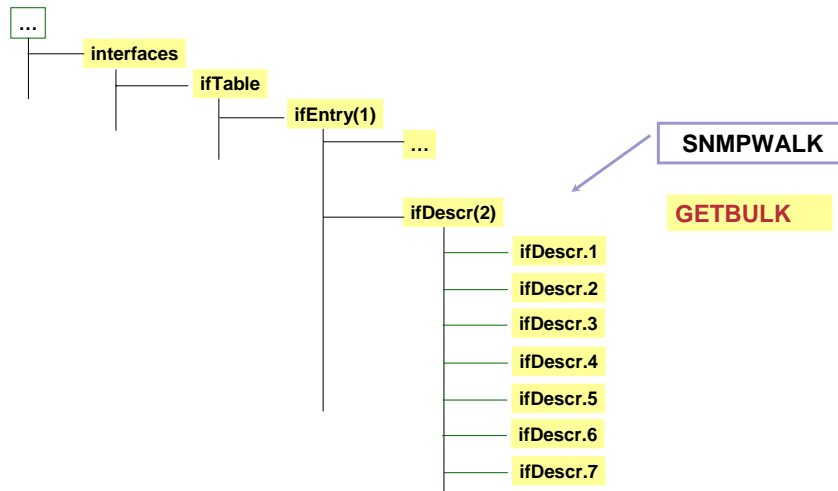 ...
interfaces
ifTable
ifEntry(1)
...
SNMPWALK
ifDescr(2)
GETBULK
ifDescr.1
ifDescr.2
ifDescr.3
ifDescr.4
ifDescr.5
ifDescr.6
ifDescr.7